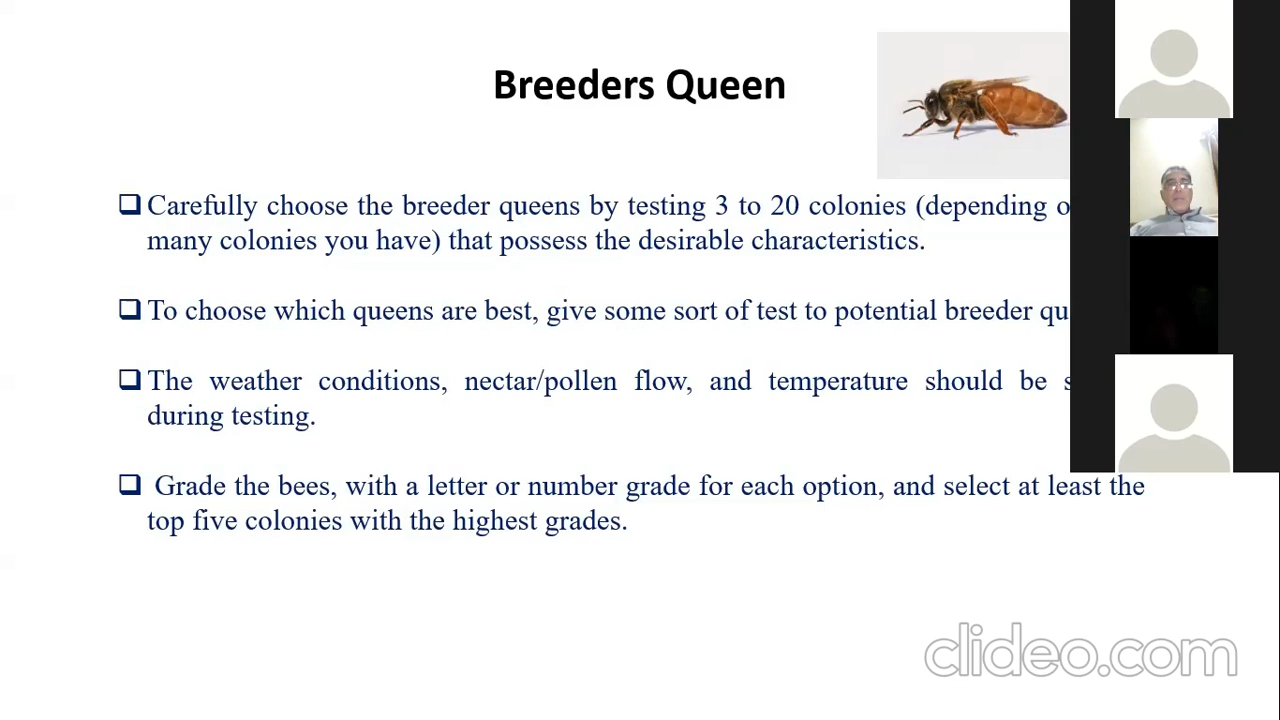 Breeders Queen
Carefully choose the breeder queens by testing 3 to 20 colonies (depending
many colonies you have) that possess the desirable characteristics.
To choose which queens are best, give some sort of test to potential breeder
The weather conditions, nectar/pollen flow, and temperature should be
during testing.
Grade the bees, with a letter or number grade for each option, and select at least the
top five colonies with the highest grades.
clideo.com